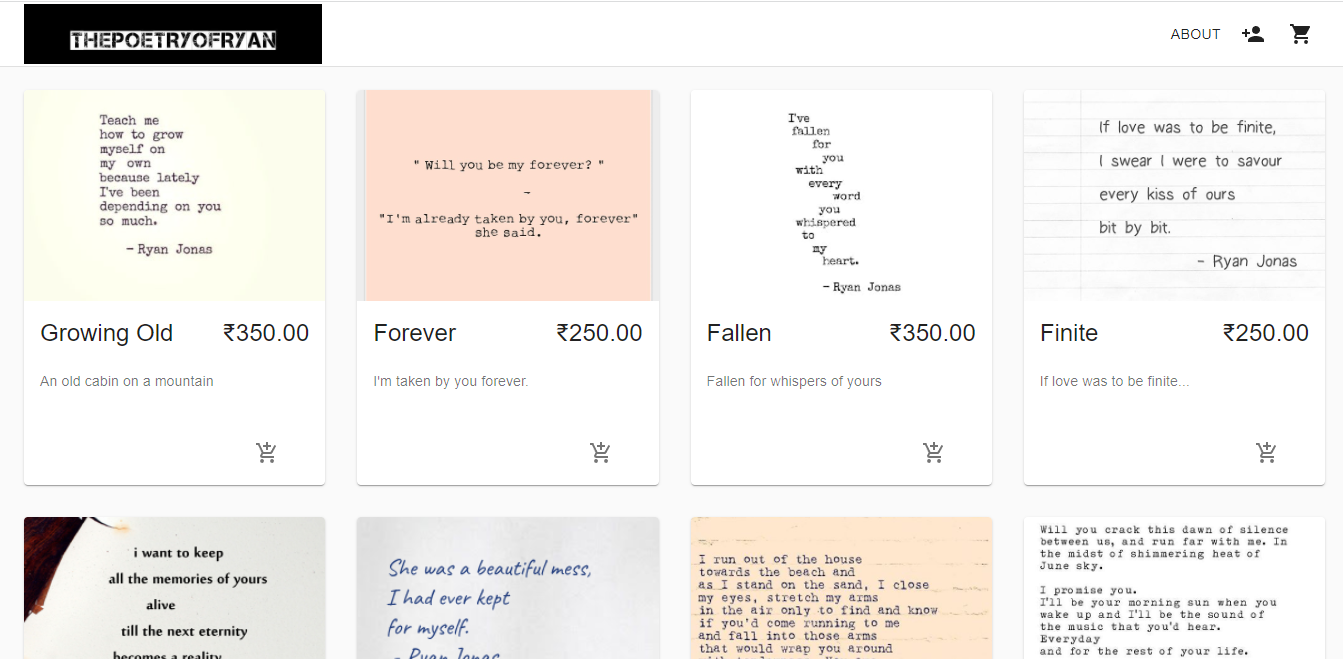 THEPOETRYOFRYAN
ABOUT
Teach me
how to grow
myself on
my own
because lately
I've been
depending on you
so much.
- Ryan Jonas
Growing Old ₹350.00
An old cabin on a mountain
" Will you be my forever? "
-
"I'm already taken by you, forever"
she said.
Forever ₹250.00
I'm taken by you forever.
I've
fallen
for
you
with
every
word
you
whispered
to
my
heart.
- Ryan Jonas
Fallen ₹350.00
Fallen for whispers of yours
If love was to be finite,
I swear I were to savour
every kiss of ours
bit by bit.
- Ryan Jonas
Finite ₹250.00
If love was to be finite...
i want to keep
all the memories of yours
alive
till the next eternity
becomes a reality
She was a beautiful mess,
I had ever kept
for myself.
- Ryan Jonas
I run out of the house
towards the beach and
as I stand on the sand, I close
my eyes, stretch my arms
in the air only to find and know
if you'd come running to me
and fall into those arms
that would wrap you around
Will you crack this dawn of silence
between us, and run far with me. In
the midst of shimmering heat of
June sky.
I promise you.
I'll be your morning sun when you
wake up and I'll be the sound of
the music that you'd hear.
Everyday
and for the rest of your life.